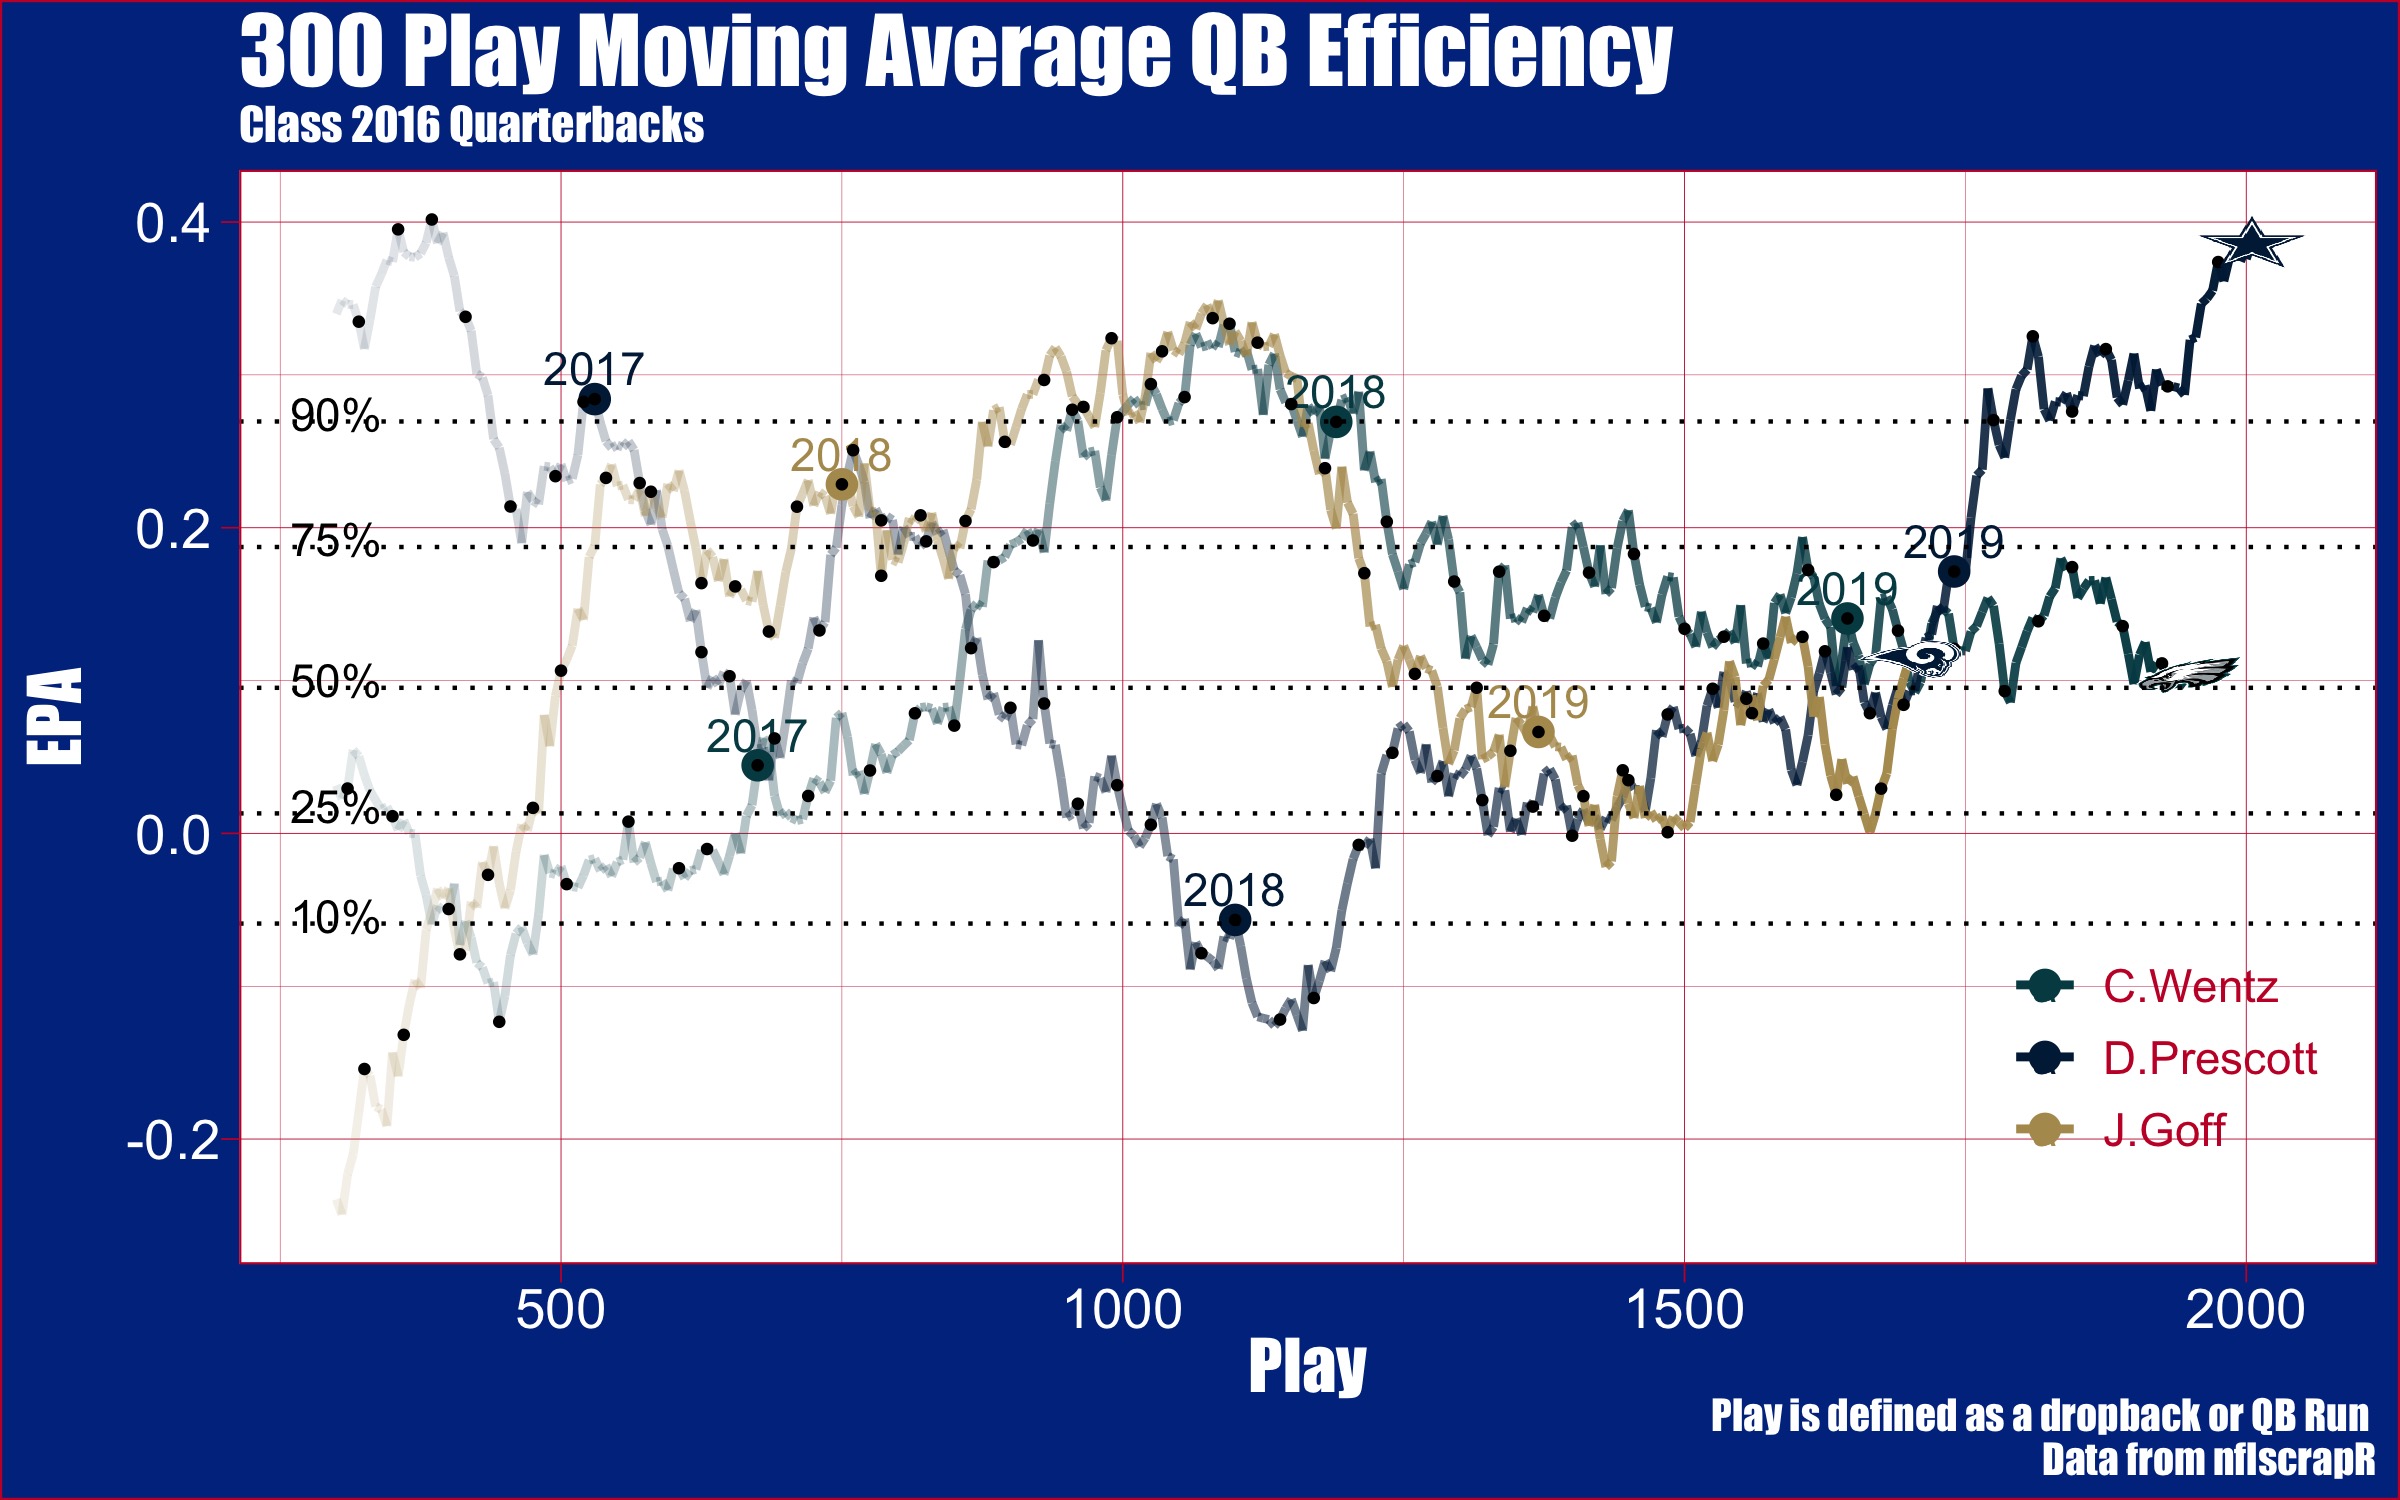 300 Play Moving Average QB Efficiency
Class 2016 Quarterbacks
EPA
0.4
0.2
0.0
-0.2
90%
75%
50%
25%
10%
2017
2018
2018
2017
2019
2019
2019
2018
C.Wentz
D.Prescott
J.Goff
500
1000
1500
2000
Play
Play is defined as a dropback or QB Run
Data from nflscrapR